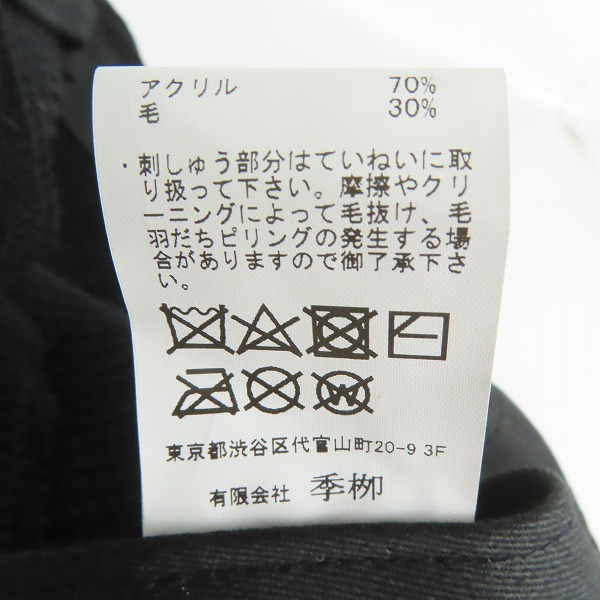 アクリル 70%
毛 30%
・刺しゅう部分はていねいに取
り扱って下さい。摩擦やクリ
ーニングによって毛抜け、毛
羽だちピリングの発生する場
合がありますので御了承下さ
い。
W
東京都渋谷区代官山町20-9 3F
有限会社 季栁